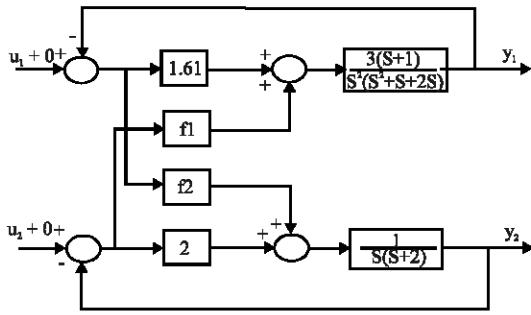 -
u₁ + 0+
1.61
+
+
3(S+1)
S²(S²+S+2S)
y₁
f1
f2
u₂ + 0+
-
2
+
+
1
S(S+2)
y₂